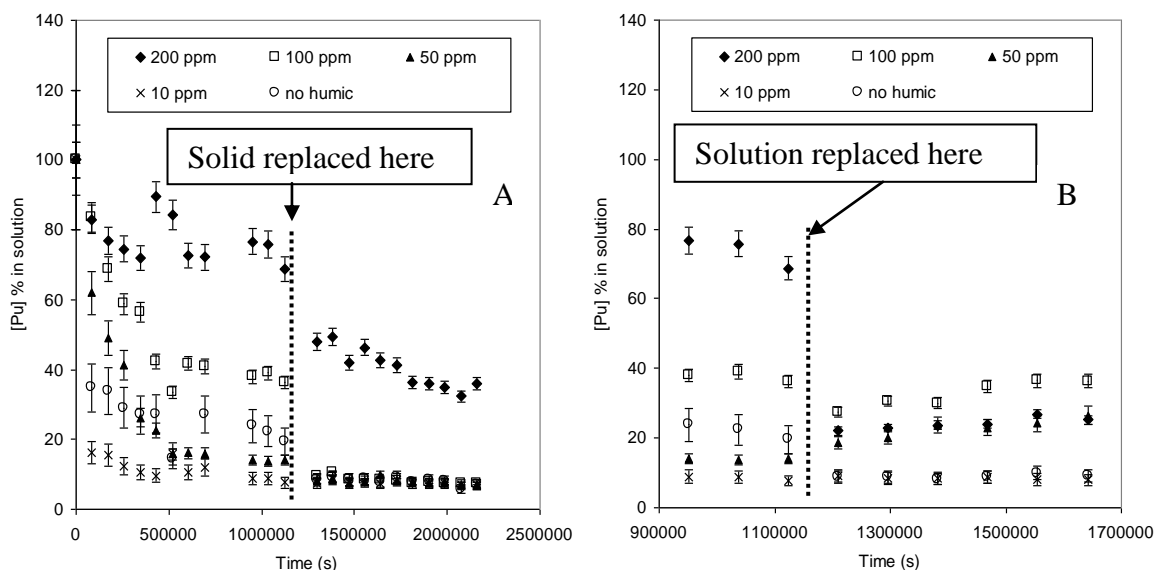 140
120
100
80
60
40
20
0
[Pu] % in solution
200 ppm 100 ppm 50 ppm
10 ppm no humic
Solid replaced here
A
0 500000 1000000 1500000 2000000 2500000
Time (s)
140
120
100
80
60
40
20
0
[Pu] % in solution
200 ppm 100 ppm 50 ppm
10 ppm no humic
Solution replaced here
B
900000 1100000 1300000 1500000 1700000
Time (s)